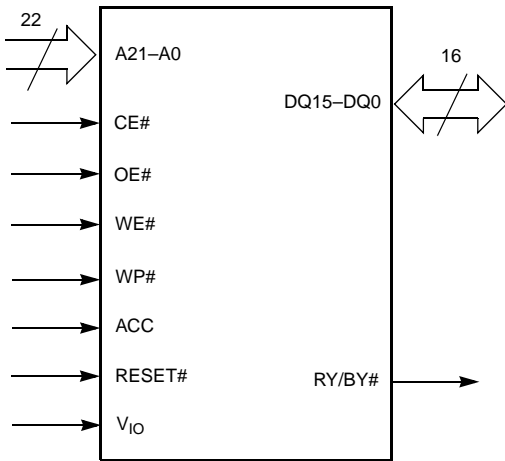 22
A21–A0
16
DQ15–DQ0
CE#
OE#
WE#
WP#
ACC
RESET#
RY/BY#
VIO